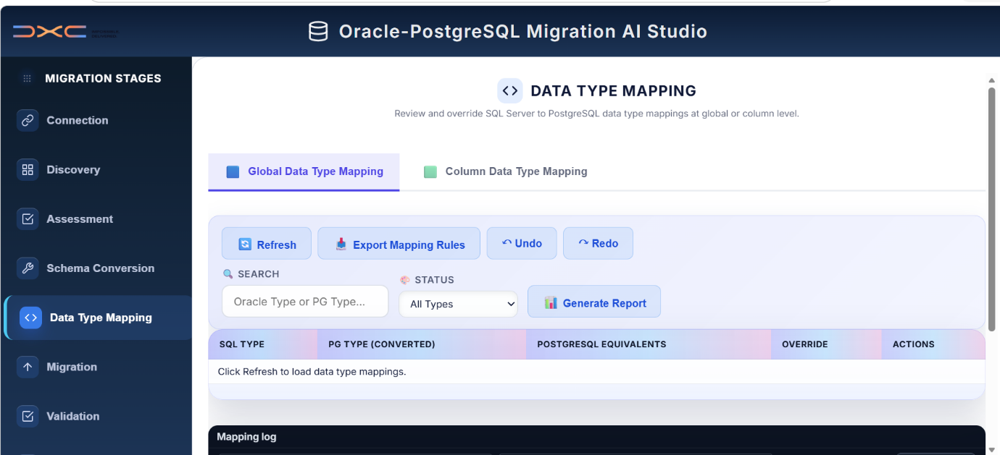 DXC
Oracle-PostgreSQL Migration AI Studio
MIGRATION STAGES
Connection
Discovery
Assessment
Schema Conversion
Data Type Mapping
Migration
Validation
DATA TYPE MAPPING
Review and override SQL Server to PostgreSQL data type mappings at global or column level.
Global Data Type Mapping
Column Data Type Mapping
Refresh
Export Mapping Rules
Undo
Redo
SEARCH
STATUS
Oracle Type or PG Type...
All Types
Generate Report
SQL TYPE PG TYPE (CONVERTED) POSTGRESQL EQUIVALENTS OVERRIDE ACTIONS
Click Refresh to load data type mappings.
Mapping log